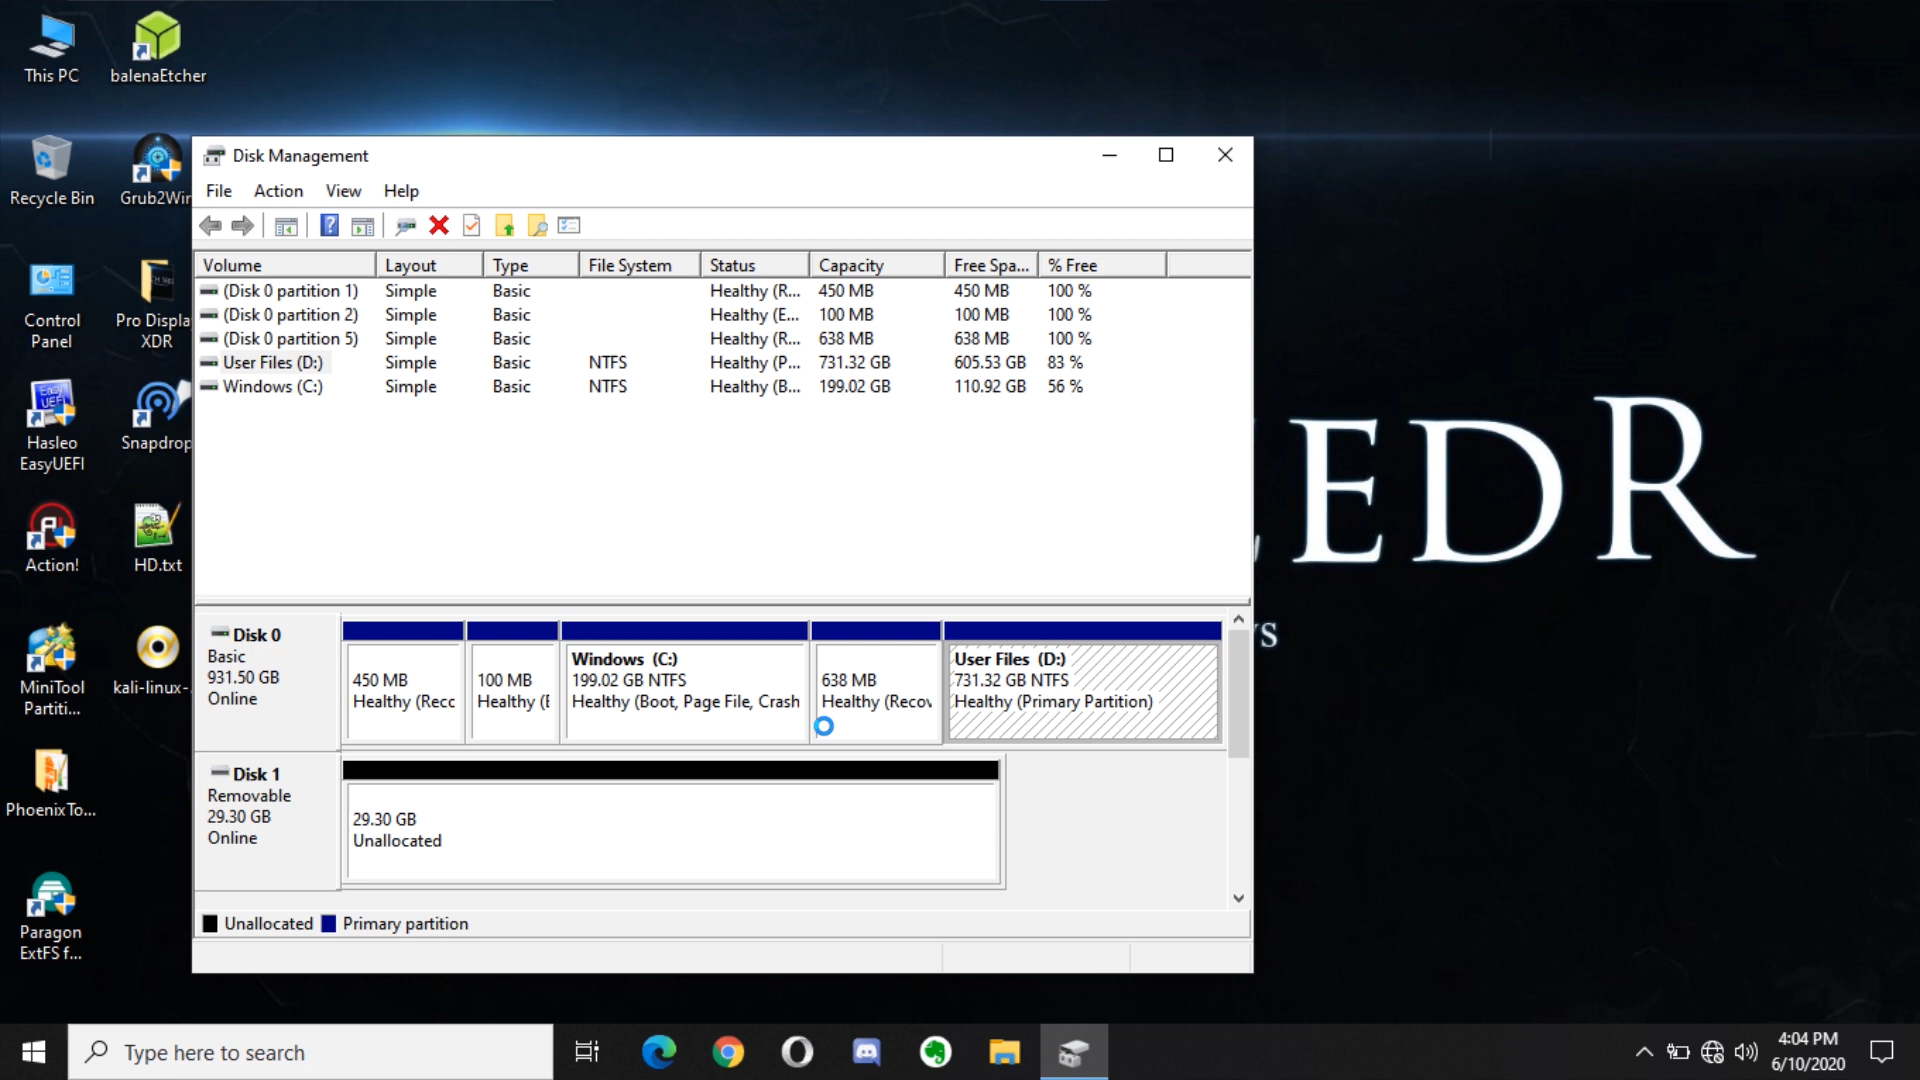 This PC
balenaEtcher
Recycle Bin
Grub2Wir
Control
Panel
Pro Displa
XDR
Hasleo
EasyUEFI
Snapdrop
Action!
HD.txt
MiniTool
Partiti...
kali-linux-.
PhoenixTo...
Paragon
ExtFS f...
Disk Management
File Action View Help
Volume Layout Type File System Status Capacity Free Spa... % Free
(Disk 0 partition 1) Simple Basic Healthy (R... 450 MB 450 MB 100 %
(Disk 0 partition 2) Simple Basic Healthy (E... 100 MB 100 MB 100 %
(Disk 0 partition 5) Simple Basic Healthy (R... 638 MB 638 MB 100 %
User Files (D:) Simple Basic NTFS Healthy (P... 731.32 GB 605.53 GB 83 %
Windows (C:) Simple Basic NTFS Healthy (B... 199.02 GB 110.92 GB 56 %
Disk 0
Basic
931.50 GB
Online
450 MB
Healthy (Recc
100 MB
Healthy (E
Windows (C:)
199.02 GB NTFS
Healthy (Boot, Page File, Crash
638 MB
Healthy (Recov
User Files (D:)
731.32 GB NTFS
Healthy (Primary Partition)
Disk 1
Removable
29.30 GB
Online
29.30 GB
Unallocated
Unallocated Primary partition
EDR
s
Type here to search
4:04 PM
6/10/2020